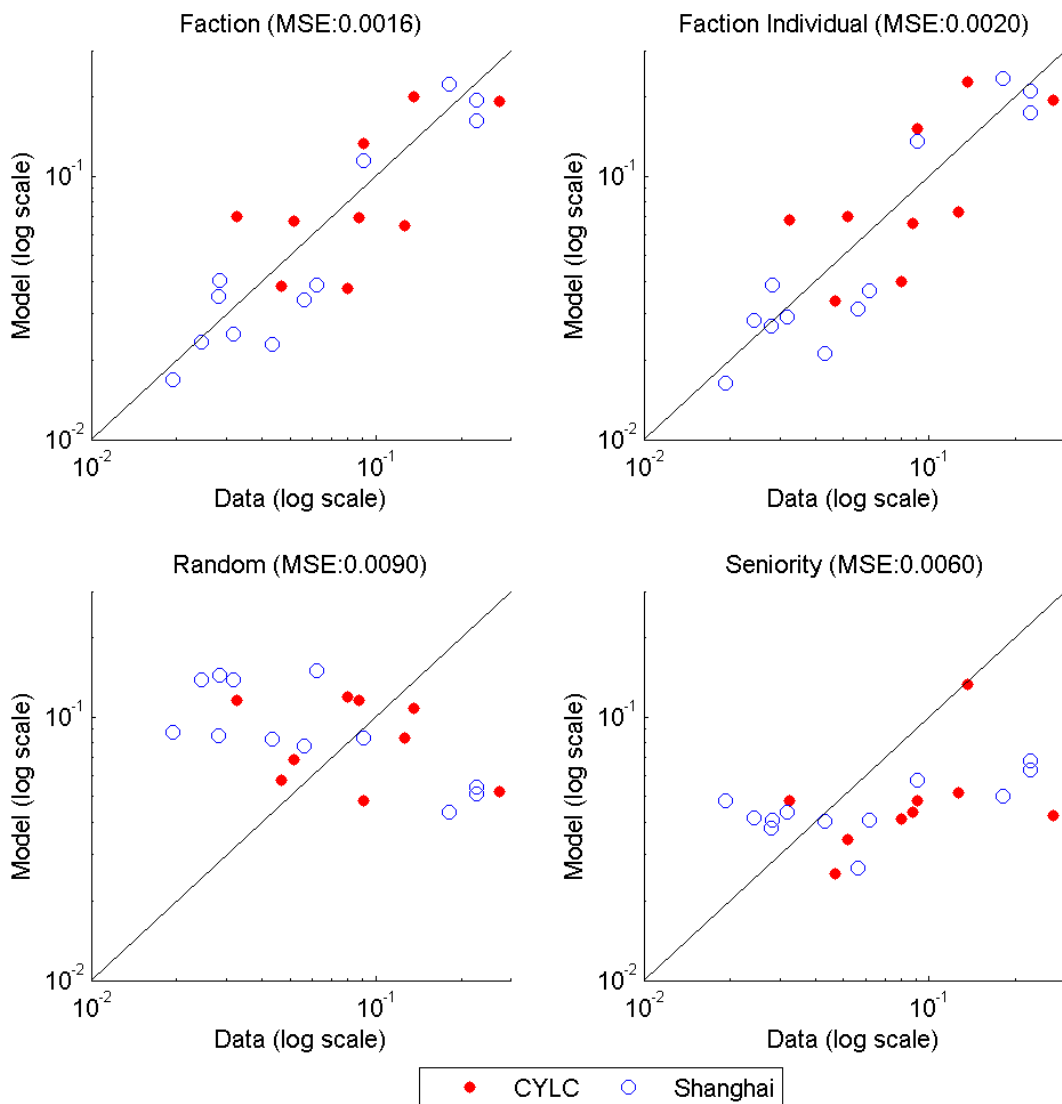 Faction (MSE:0.0016)
Faction Individual (MSE:0.0020)
Model (log scale)
10^-1
10^-2
10^-2
10^-1
Data (log scale)
Model (log scale)
10^-1
10^-2
10^-2
10^-1
Data (log scale)
Random (MSE:0.0090)
Seniority (MSE:0.0060)
Model (log scale)
10^-1
10^-2
10^-2
10^-1
Data (log scale)
Model (log scale)
10^-1
10^-2
10^-2
10^-1
Data (log scale)
CYLC
Shanghai